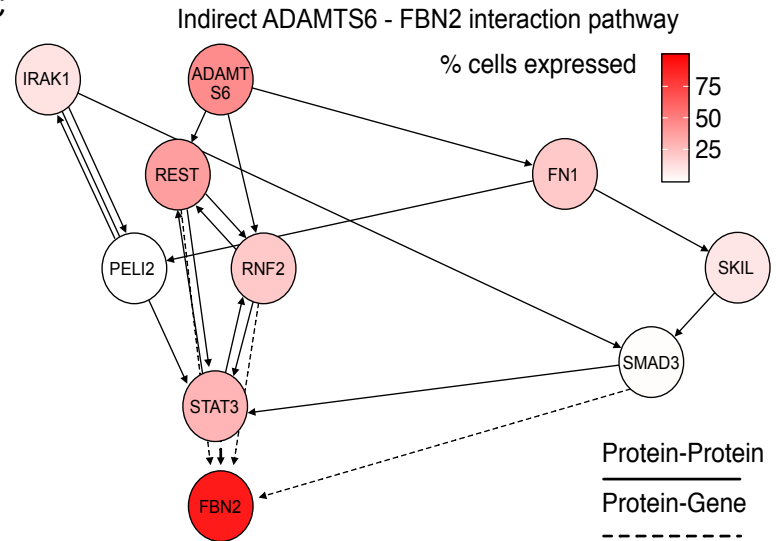 Indirect ADAMTS6 - FBN2 interaction pathway
% cells expressed
75
50
25
IRAK1
ADAMT
S6
REST
FN1
PELI2
RNF2
SKIL
SMAD3
STAT3
FBN2
Protein-Protein
Protein-Gene